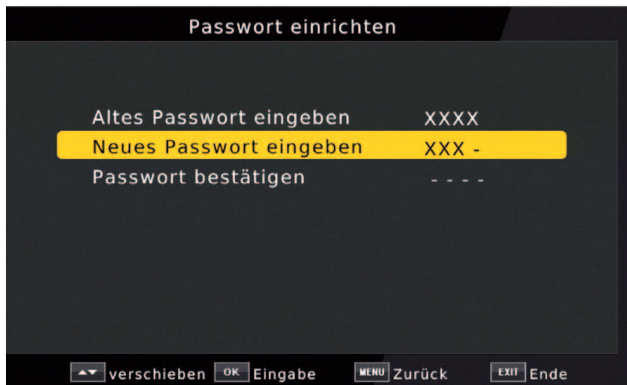 Passwort einrichten
Altes Passwort eingeben XXXX
Neues Passwort eingeben XXX -
Passwort bestätigen - - - -
▲▼ verschieben OK Eingabe MENU Zurück EXIT Ende